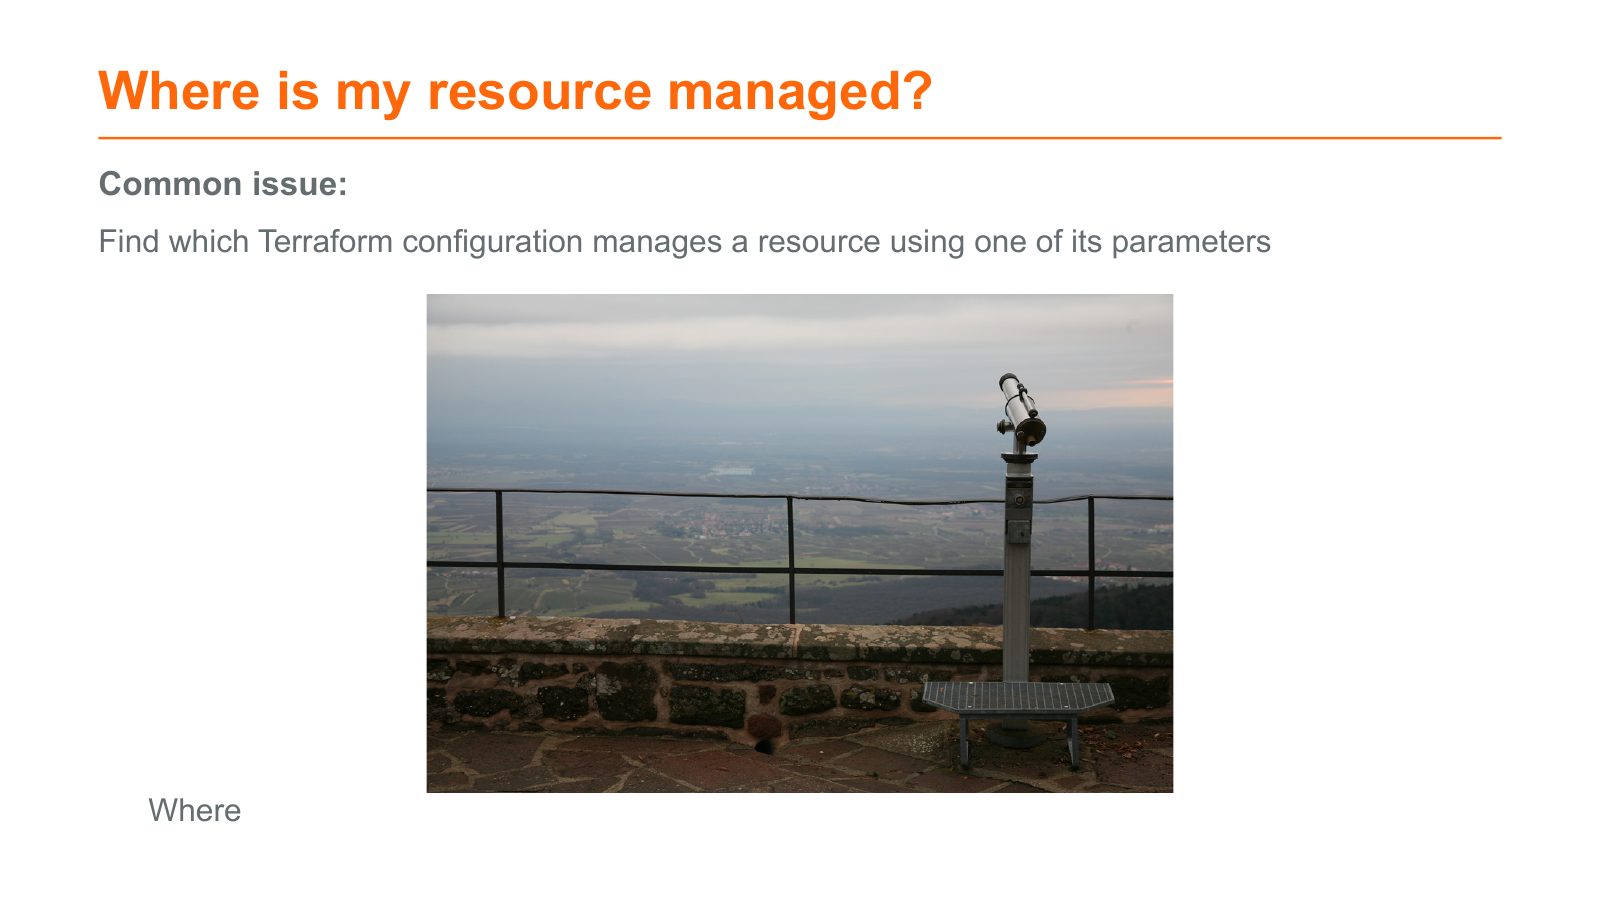 Where is my resource managed?
Common issue:
Find which Terraform configuration manages a resource using one of its parameters
Where